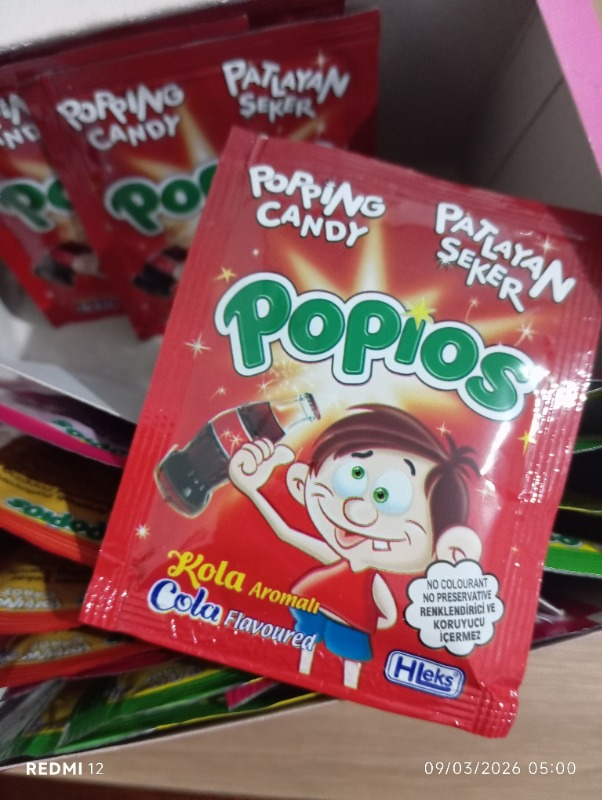 POPPING
CANDY
PATLAYAN
ŞEKER
POPPING
CANDY
PATLAYAN
ŞEKER
Popios
Kola Aromalı
Cola Flavoured
NO COLOURANT
NO PRESERVATIVE
RENKLENDİRİCİ VE
KORUYUCU
İÇERMEZ
HLeks
REDMI 12
09/03/2026 05:00